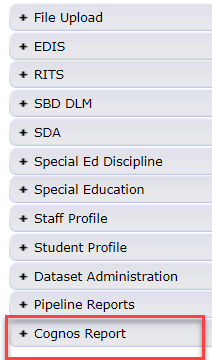 File Upload
EDIS
RITS
SBD DLM
SDA
Special Ed Discipline
Special Education
Staff Profile
Student Profile
Dataset Administration
Pipeline Reports
Cognos Report